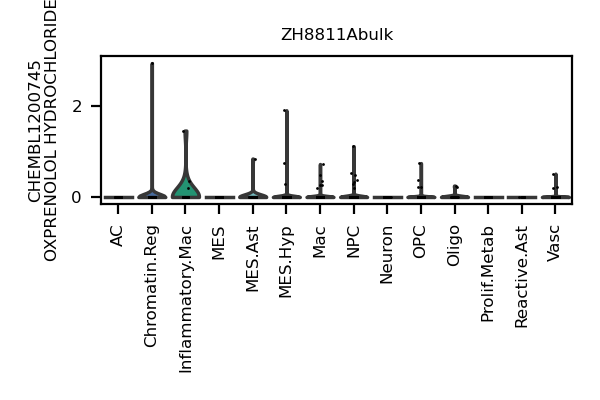 ZH8811Abulk
CHEMBL1200745
OXPRENOLOL HYDROCHLORIDE
2
0
AC
Chromatin.Reg
Inflammatory.Mac
MES
MES.Ast
MES.Hyp
Mac
NPC
Neuron
OPC
Oligo
Prolif.Metab
Reactive.Ast
Vasc